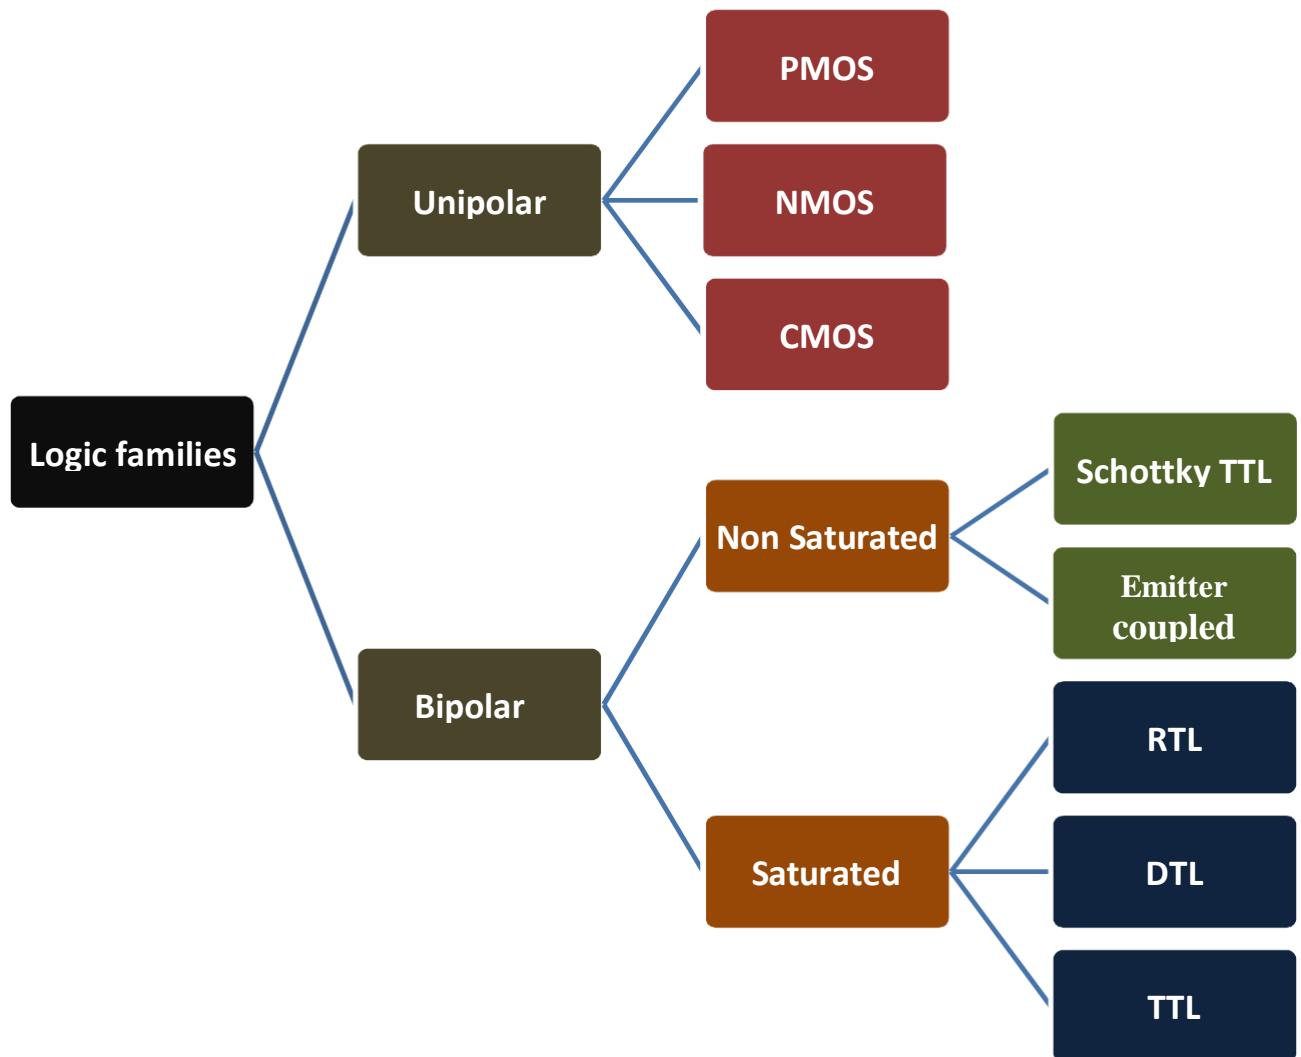 PMOS
Unipolar
NMOS
CMOS
Logic families
Schottky TTL
Non Saturated
Emitter
coupled
Bipolar
RTL
Saturated
DTL
TTL